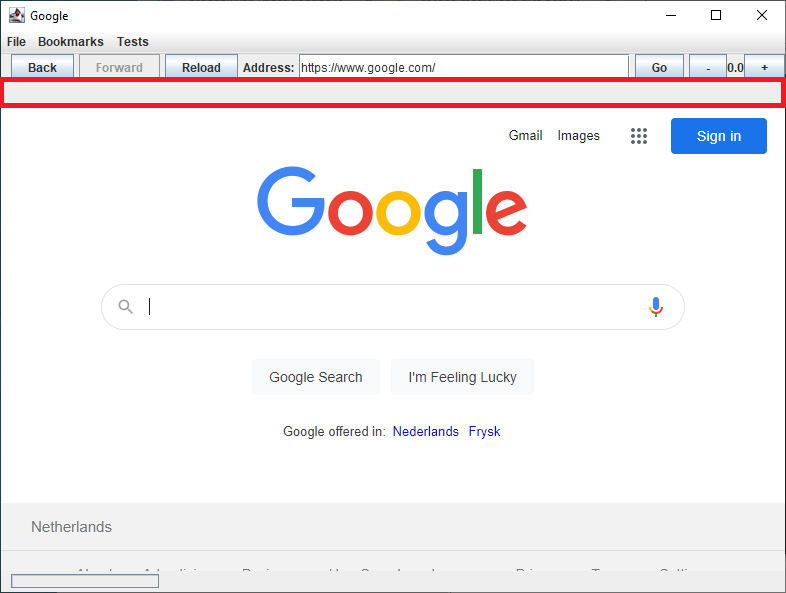 Google
File Bookmarks Tests
Back Forward Reload Address: https://www.google.com/ Go - 0.0 +
Gmail Images Sign in
Google
Google Search I'm Feeling Lucky
Google offered in: Nederlands Frysk
Netherlands